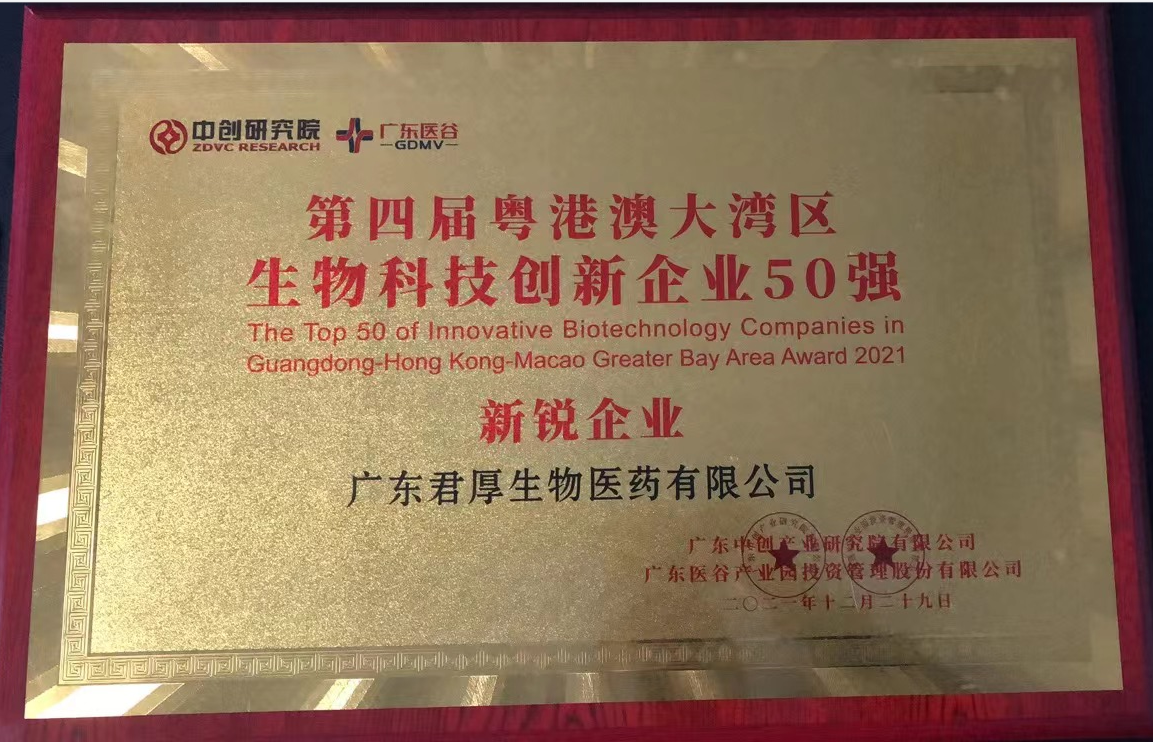 中创研究院
ZDVC RESEARCH
广东医谷
GDMV
第四届粤港澳大湾区
生物科技创新企业50强
The Top 50 of Innovative Biotechnology Companies in
Guangdong-Hong Kong-Macao Greater Bay Area Award 2021
新锐企业
广东君厚生物医药有限公司
广东中创产业研究院有限公司
广东医谷产业园投资管理股份有限公司
二〇二一年十二月二十九日